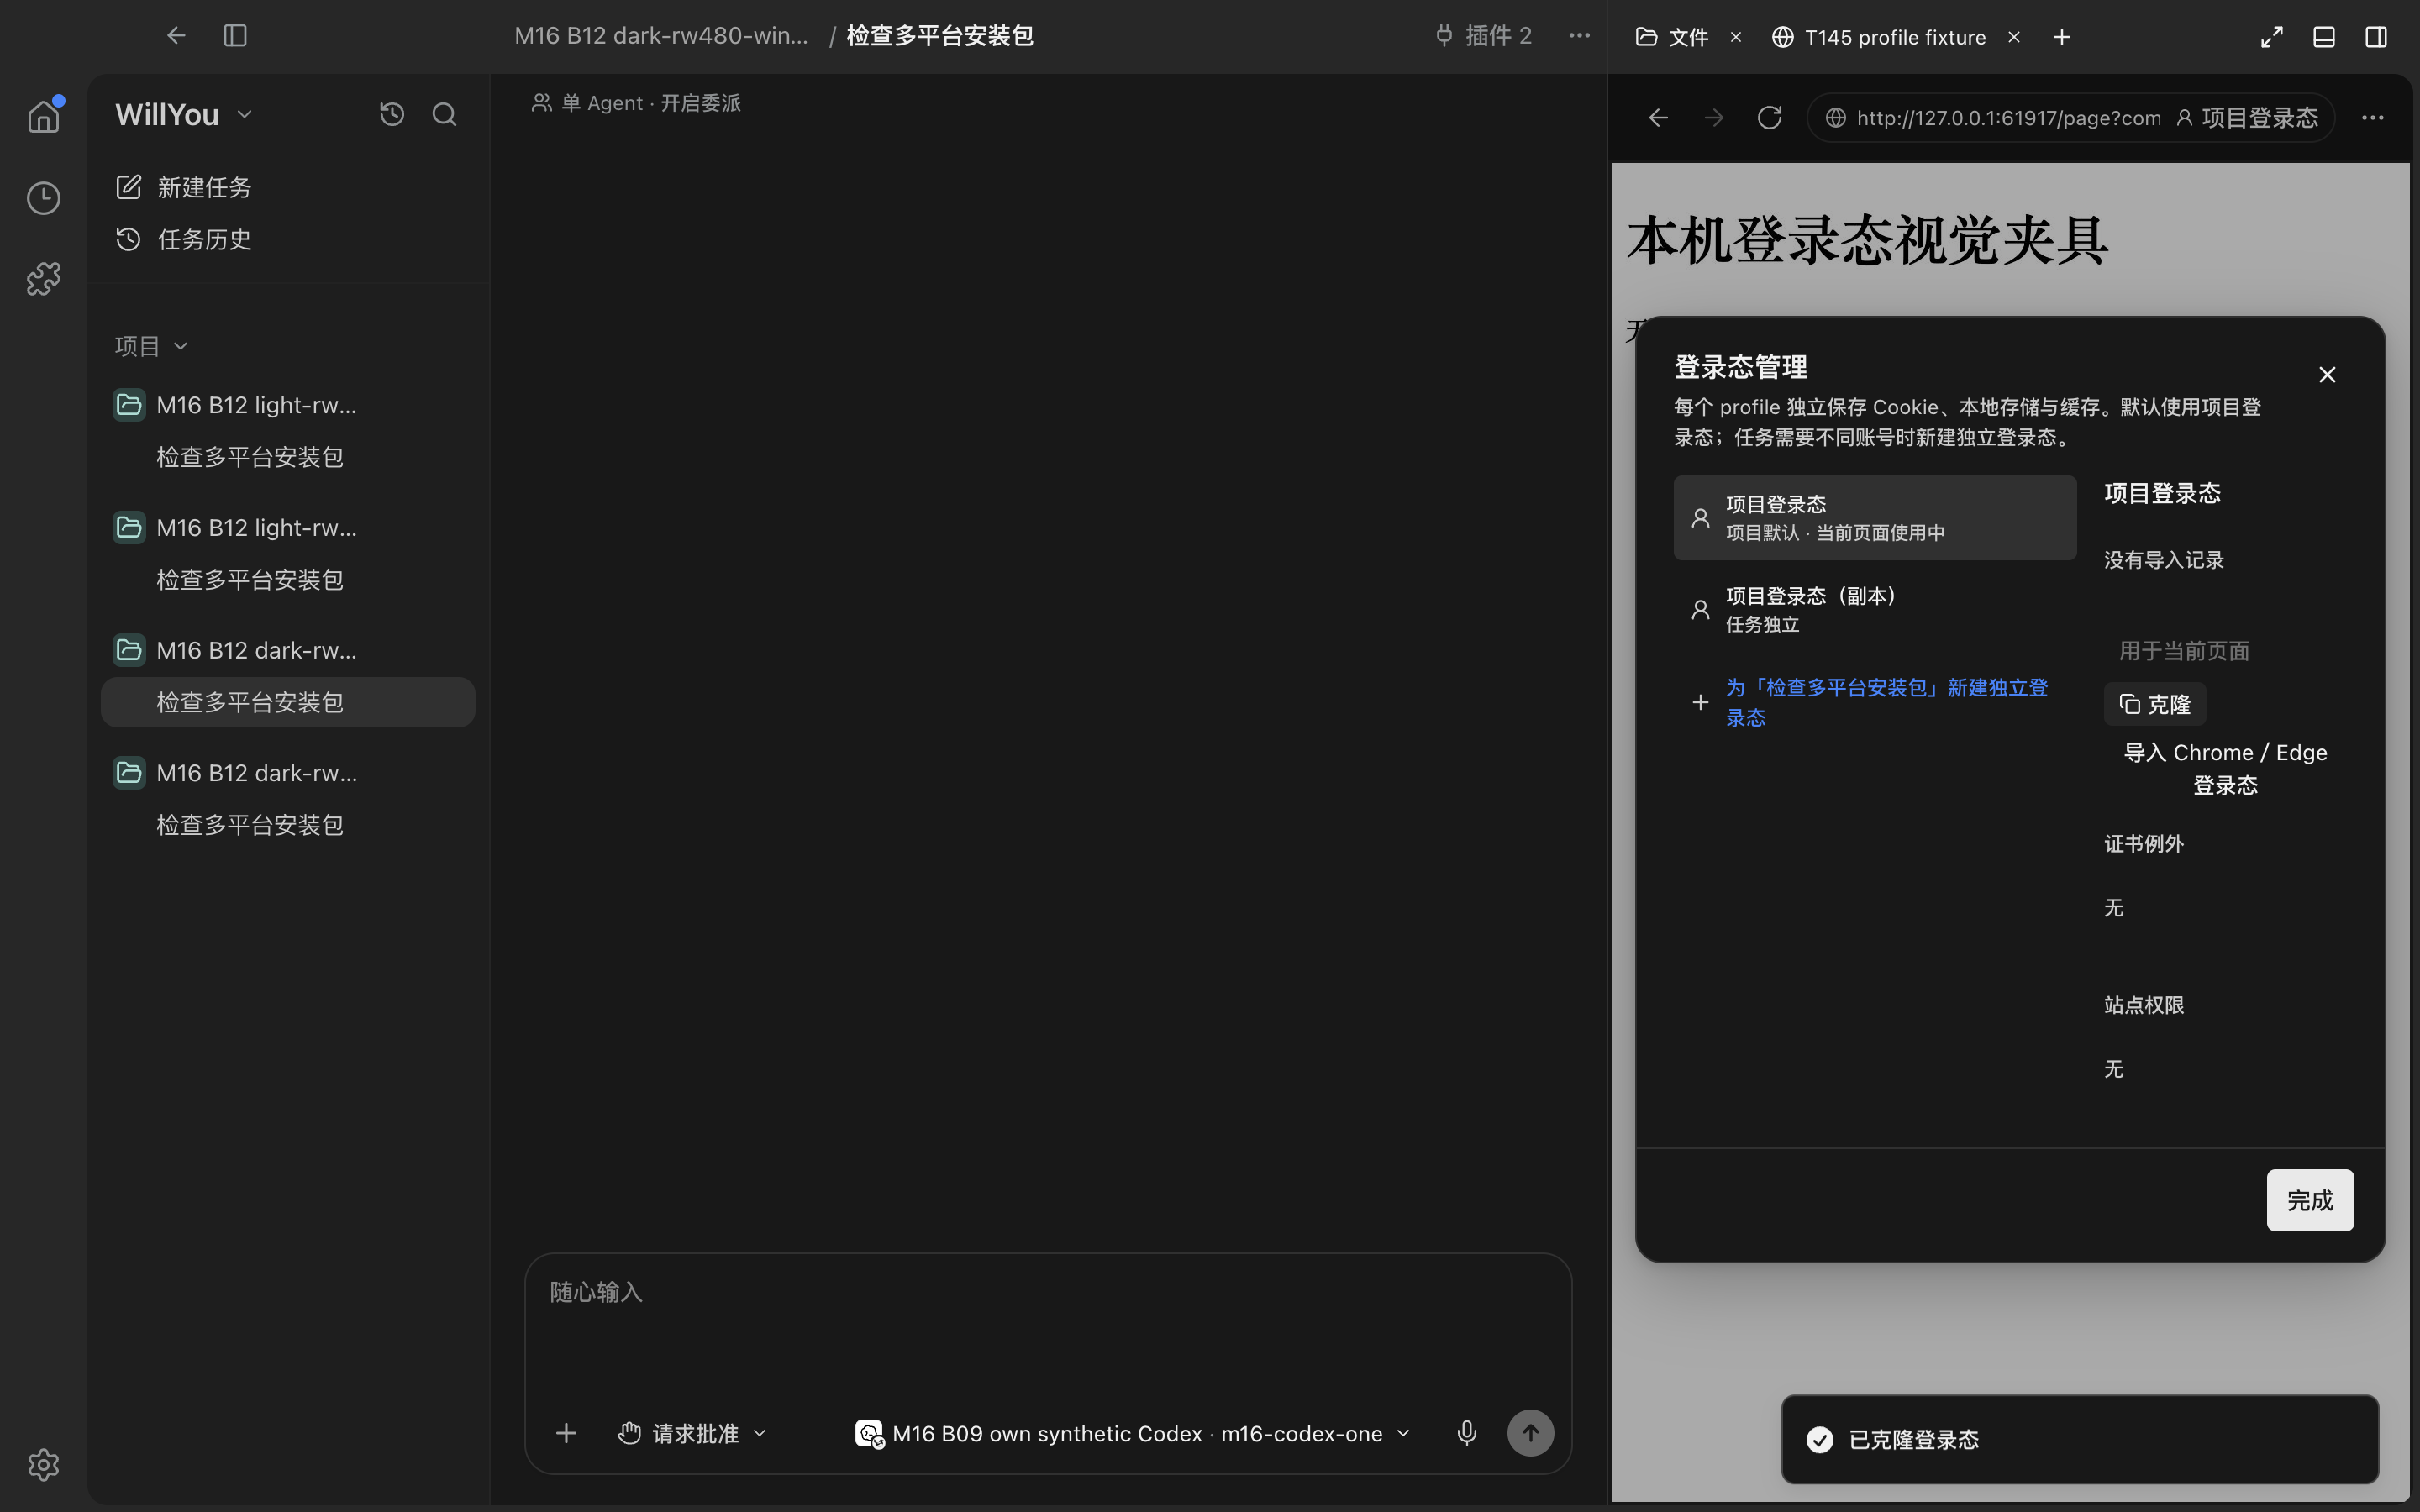 M16 B12 dark-rw480-win... / 检查多平台安装包
插件 2
文件
T145 profile fixture
WillYou
新建任务
任务历史
项目
M16 B12 light-rw...
检查多平台安装包
M16 B12 light-rw...
检查多平台安装包
M16 B12 dark-rw...
检查多平台安装包
M16 B12 dark-rw...
检查多平台安装包
单 Agent · 开启委派
随心输入
请求批准
M16 B09 own synthetic Codex · m16-codex-one
http://127.0.0.1:61917/page?com
项目登录态
本机登录态视觉夹具
登录态管理
每个 profile 独立保存 Cookie、本地存储与缓存。默认使用项目登
录态；任务需要不同账号时新建独立登录态。
项目登录态
项目默认 · 当前页面使用中
项目登录态（副本）
任务独立
为「检查多平台安装包」新建独立登
录态
项目登录态
没有导入记录
用于当前页面
克隆
导入 Chrome / Edge
登录态
证书例外
无
站点权限
无
完成
已克隆登录态